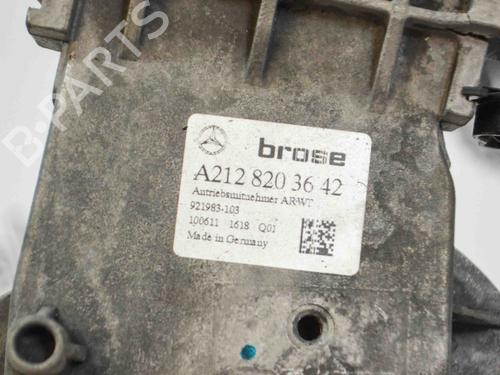 B-PARTS
brose
A212 820 36 42
Antriebsmitnehmer AR/WT
921983-103
100611 1618 Q01
Made in Germany